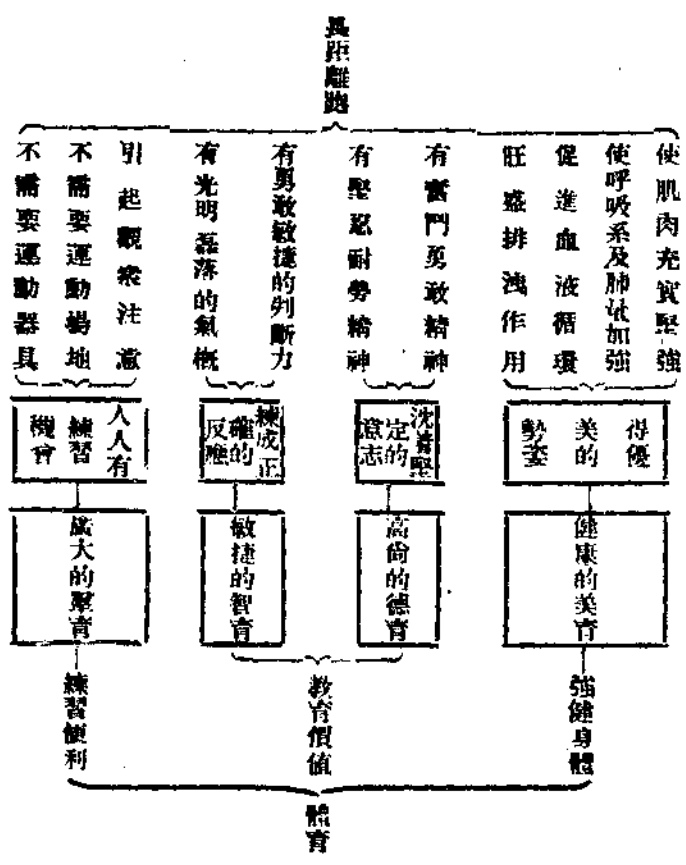 長距離跑
使肌肉充實堅強
使呼吸系及肺量加強
促進血液循環
旺盛排洩作用
有奮鬥勇敢精神
有堅忍耐勞精神
有勇敢敏捷的判斷力
有光明磊落的氣概
引起觀衆注意
不需要運動場地
不需要運動器具
得優
美的
姿勢
沈着堅
定的
意志
練成正
確的
反應
人人有
練習
機會
健康的美育
高尙的德育
敏捷的智育
廣大的羣育
強健身體
教育價値
練習便利
體育